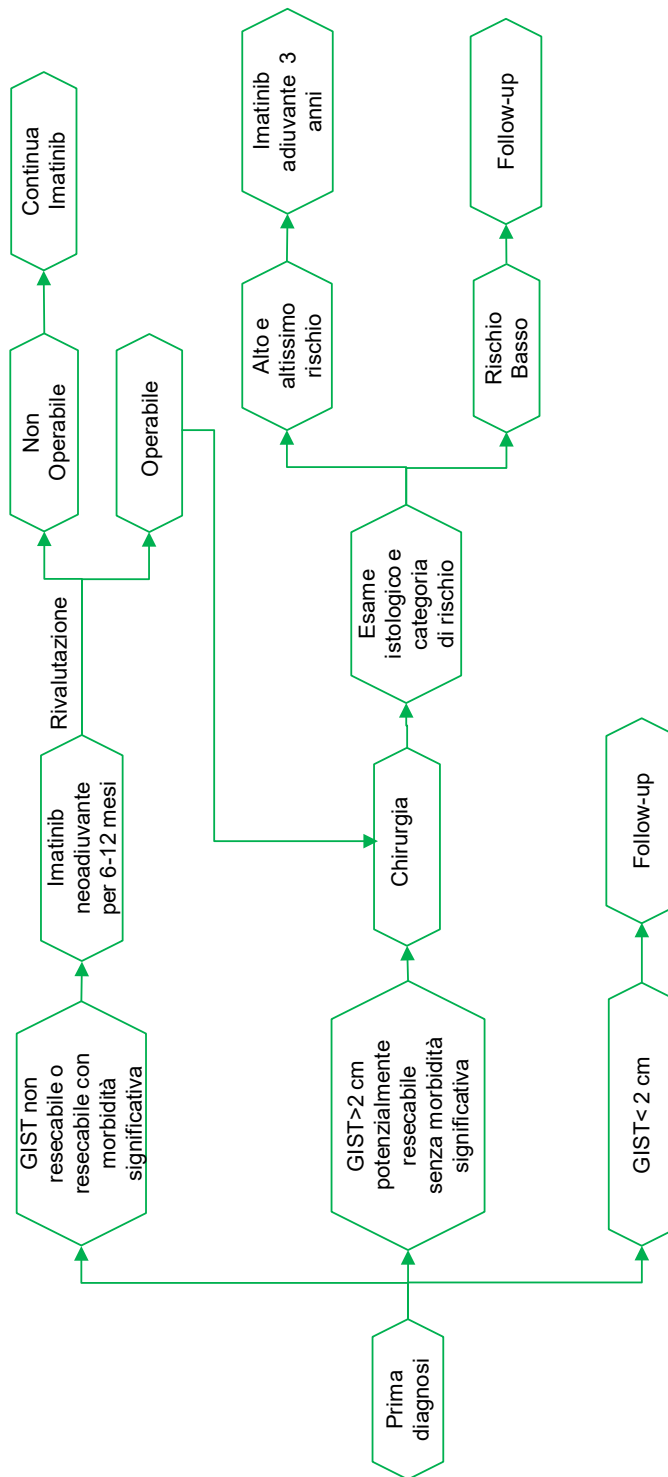 Prima
diagnosi
GIST non
resecabile o
resecabile con
morbidità
significativa
Imatinib
neoadiuvante
per 6-12 mesi
Rivalutazione
Non
Operabile
Continua
Imatinib
Operabile
GIST>2 cm
potenzialmente
resecabile
senza morbidità
significativa
Chirurgia
Esame
istologico e
categoria
di rischio
Alto e
altissimo
rischio
Imatinib
adiuvante 3
anni
Rischio
Basso
Follow-up
GIST< 2 cm
Follow-up